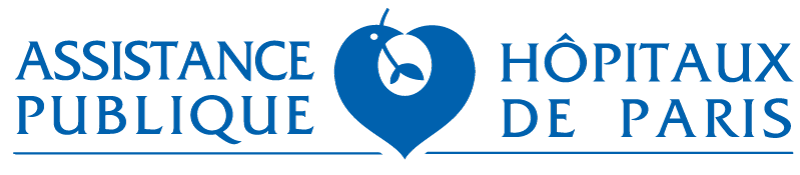 ASSISTANCE
PUBLIQUE
HÔPITAUX
DE PARIS